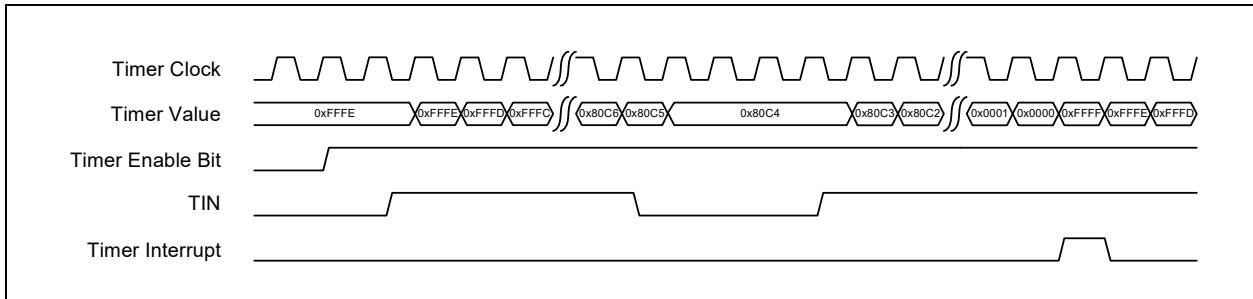 Timer Clock
Timer Value 0xFFFE 0xFFFE 0xFFFD 0xFFFC 0x80C6 0x80C5 0x80C4 0x80C3 0x80C2 0x0001 0x0000 0xFFFF 0xFFFE 0xFFFD
Timer Enable Bit
TIN
Timer Interrupt